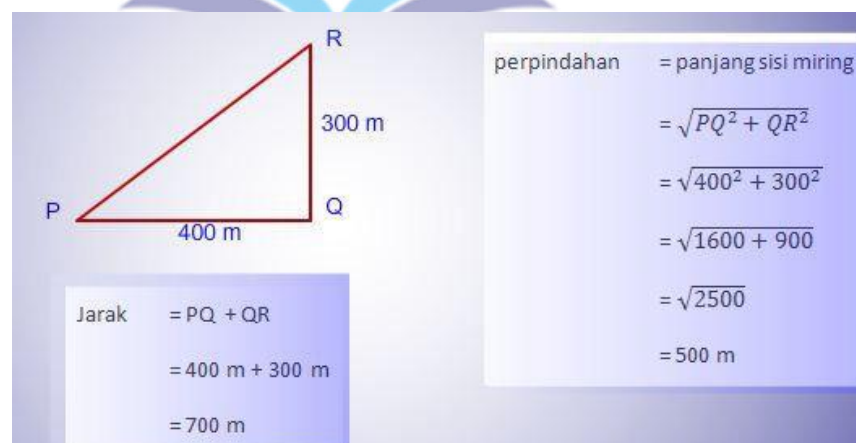 R
300 m
P
Q
400 m
Jarak = PQ + QR
= 400 m + 300 m
= 700 m
perpindahan = panjang sisi miring
= √PQ² + QR²
= √400² + 300²
= √1600 + 900
= √2500
= 500 m